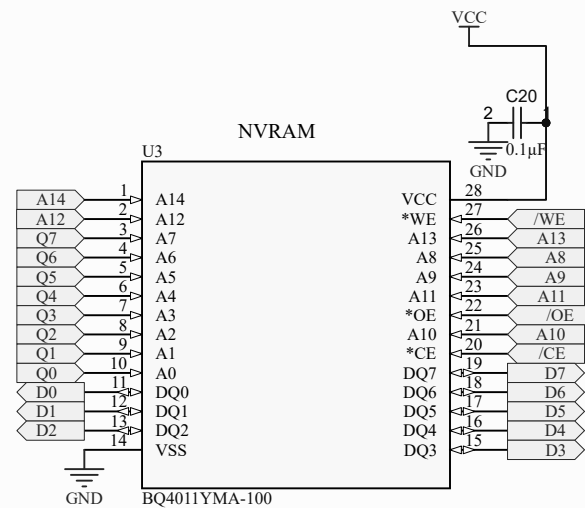 VCC
C20
2 1
0.1µF
GND
NVRAM
U3
A14 1 A14 VCC 28
A12 2 A12 *WE 27 /WE
Q7 3 A7 A13 26 A13
Q6 4 A6 A8 25 A8
Q5 5 A5 A9 24 A9
Q4 6 A4 A11 23 A11
Q3 7 A3 *OE 22 /OE
Q2 8 A2 A10 21 A10
Q1 9 A1 *CE 20 /CE
Q0 10 A0 DQ7 19 D7
D0 11 DQ0 DQ6 18 D6
D1 12 DQ1 DQ5 17 D5
D2 13 DQ2 DQ4 16 D4
14 VSS DQ3 15 D3
GND
BQ4011YMA-100